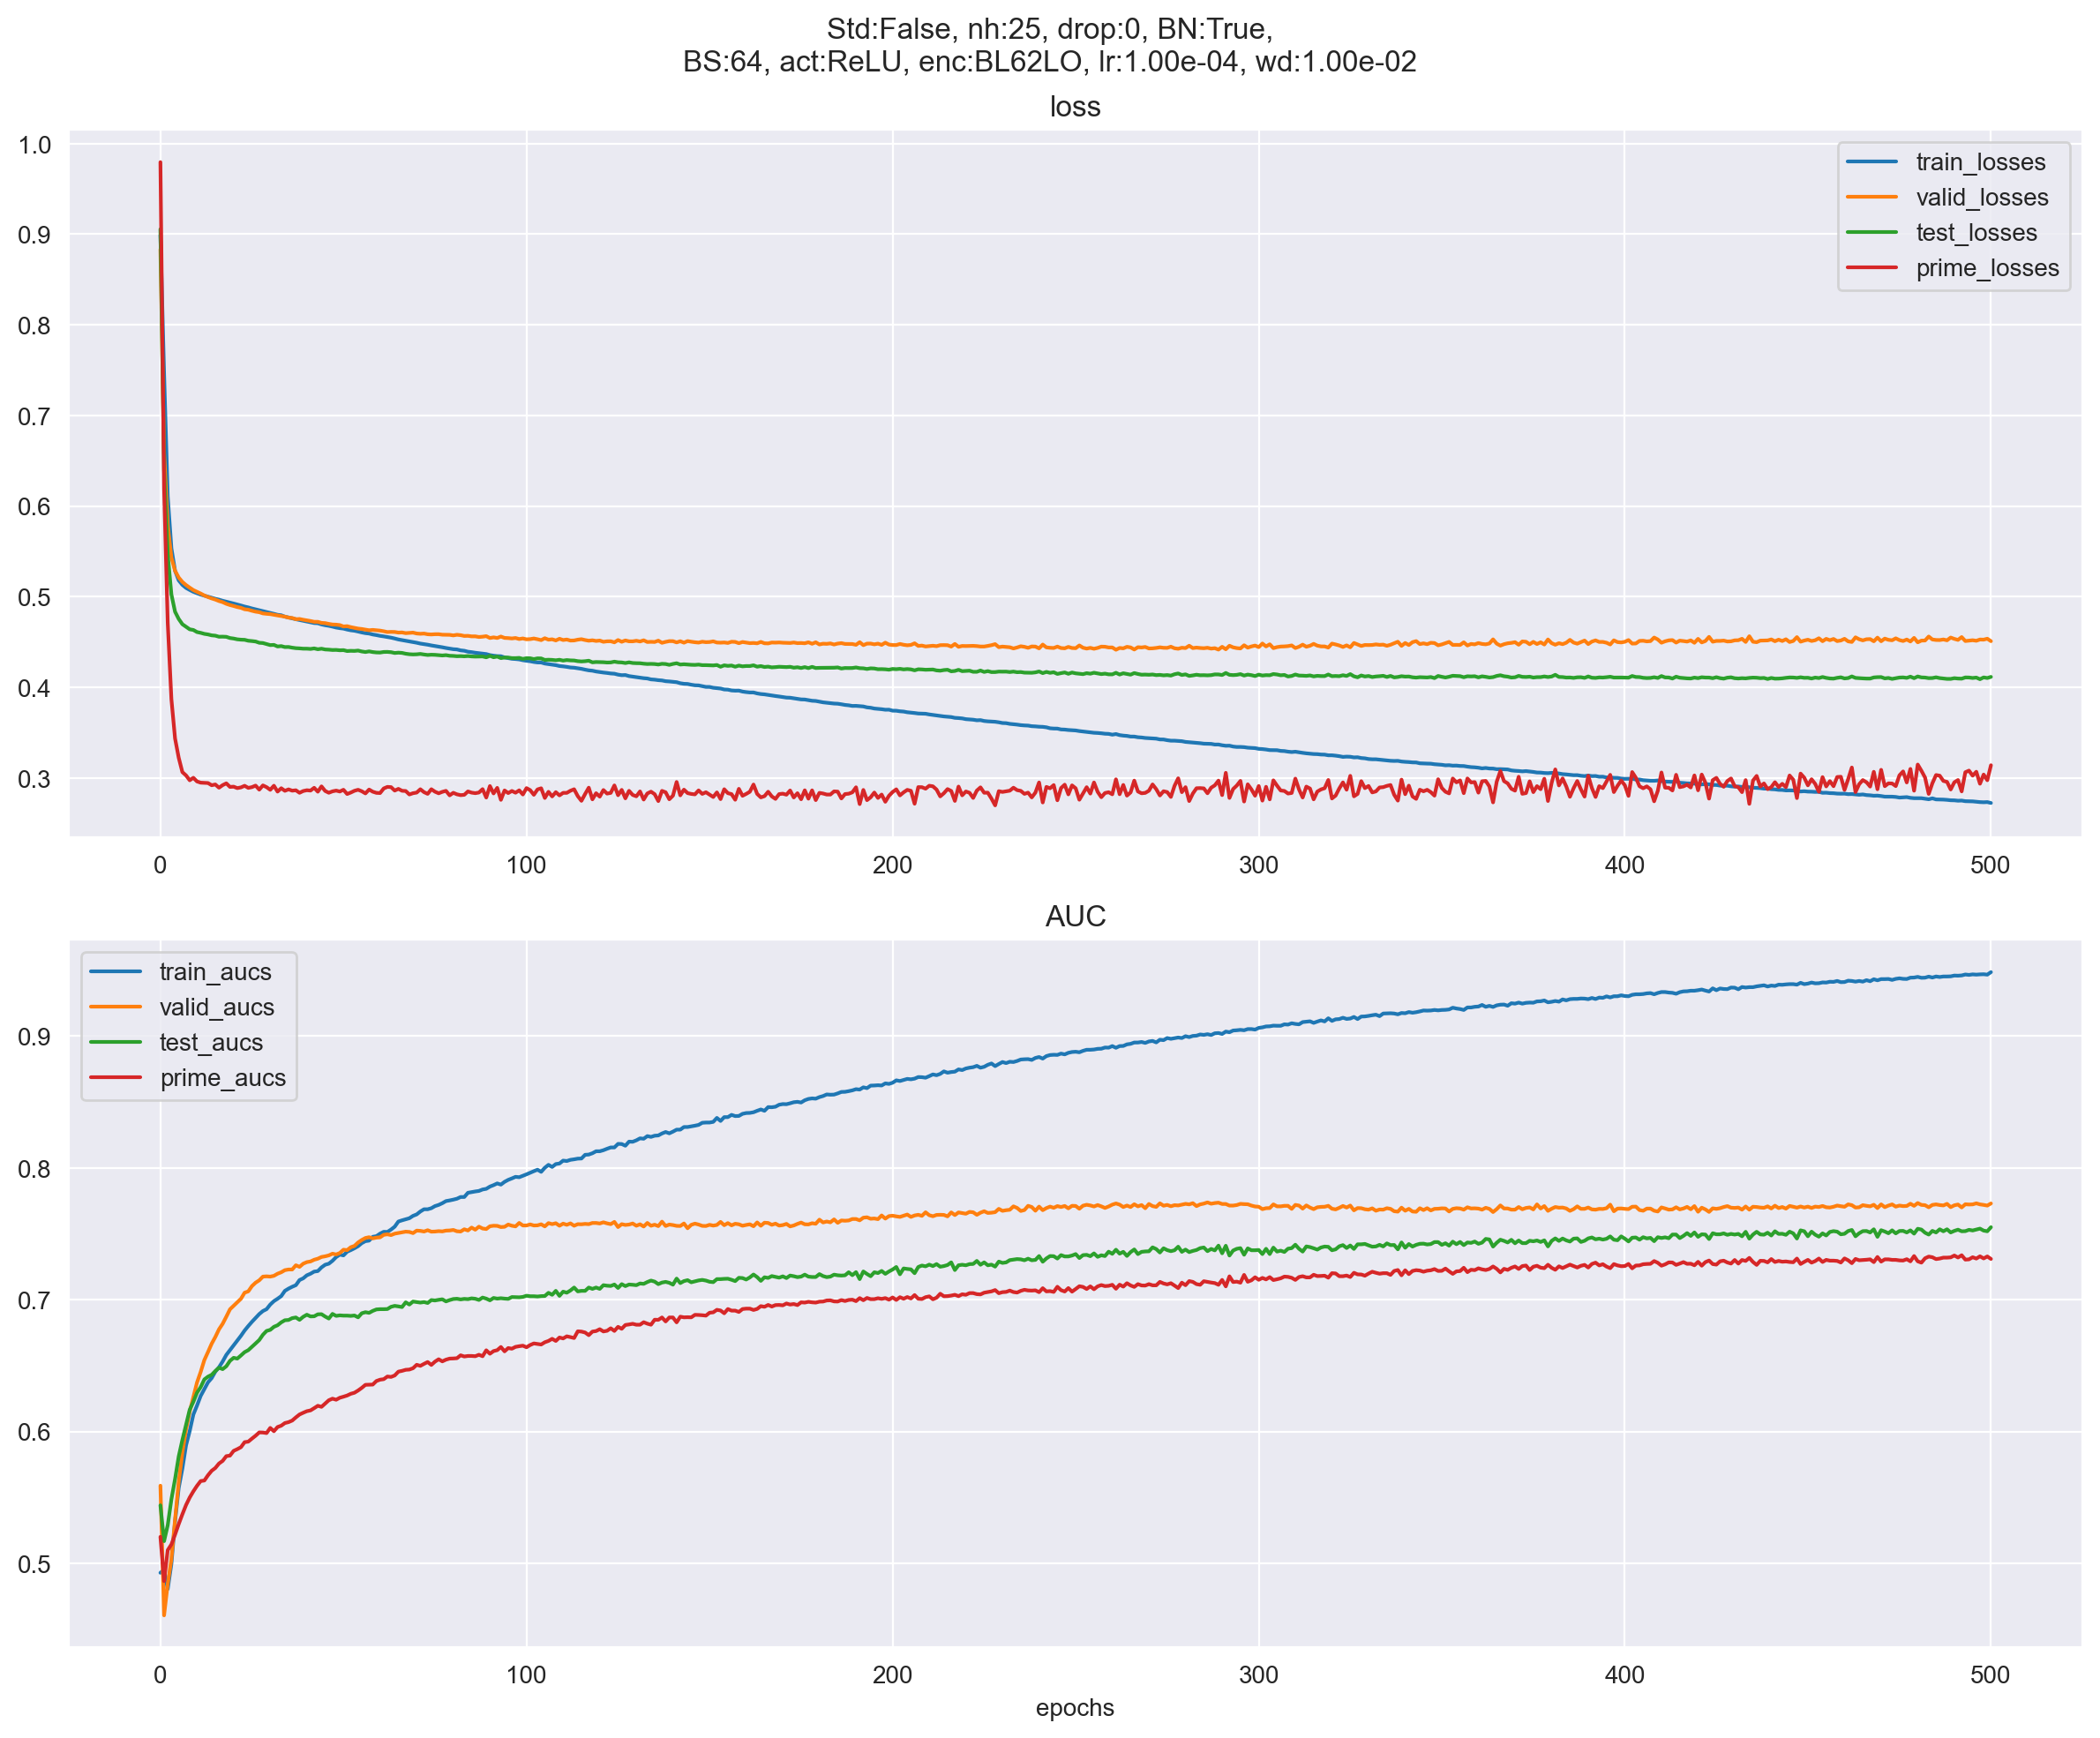 Std:False, nh:25, drop:0, BN:True,
BS:64, act:ReLU, enc:BL62LO, lr:1.00e-04, wd:1.00e-02
loss
1.0
0.9
0.8
0.7
0.6
0.5
0.4
0.3
train_losses
valid_losses
test_losses
prime_losses
0 100 200 300 400 500
AUC
train_aucs
valid_aucs
test_aucs
prime_aucs
0.9
0.8
0.7
0.6
0.5
0 100 200 300 400 500
epochs